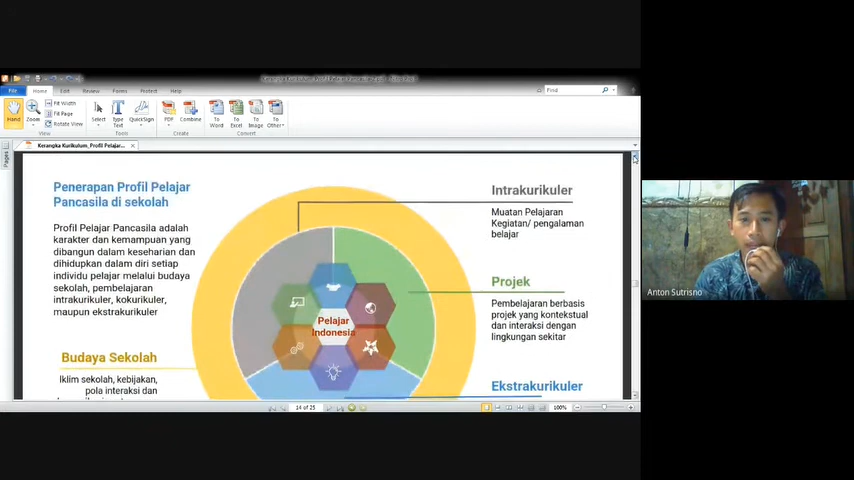 File
Home
Edit
Review
Forms
Protect
Help
Find
Hand
Zoom
Fit Width
Fit Page
Rotate View
View
Select
Type Text
QuickSign
Tools
PDF
Combine
Create
To Word
To Excel
To Image
To Other
Convert
Kerangka Kurikulum_Profil Pelajar...
Pages
Penerapan Profil Pelajar
Pancasila di sekolah
Profil Pelajar Pancasila adalah
karakter dan kemampuan yang
dibangun dalam keseharian dan
dihidupkan dalam diri setiap
individu pelajar melalui budaya
sekolah, pembelajaran
intrakurikuler, kokurikuler,
maupun ekstrakurikuler
Budaya Sekolah
Iklim sekolah, kebijakan,
pola interaksi dan
Pelajar
Indonesia
Intrakurikuler
Muatan Pelajaran
Kegiatan/ pengalaman
belajar
Projek
Pembelajaran berbasis
projek yang kontekstual
dan interaksi dengan
lingkungan sekitar
Ekstrakurikuler
14 of 25
100%
Anton Sutrisno